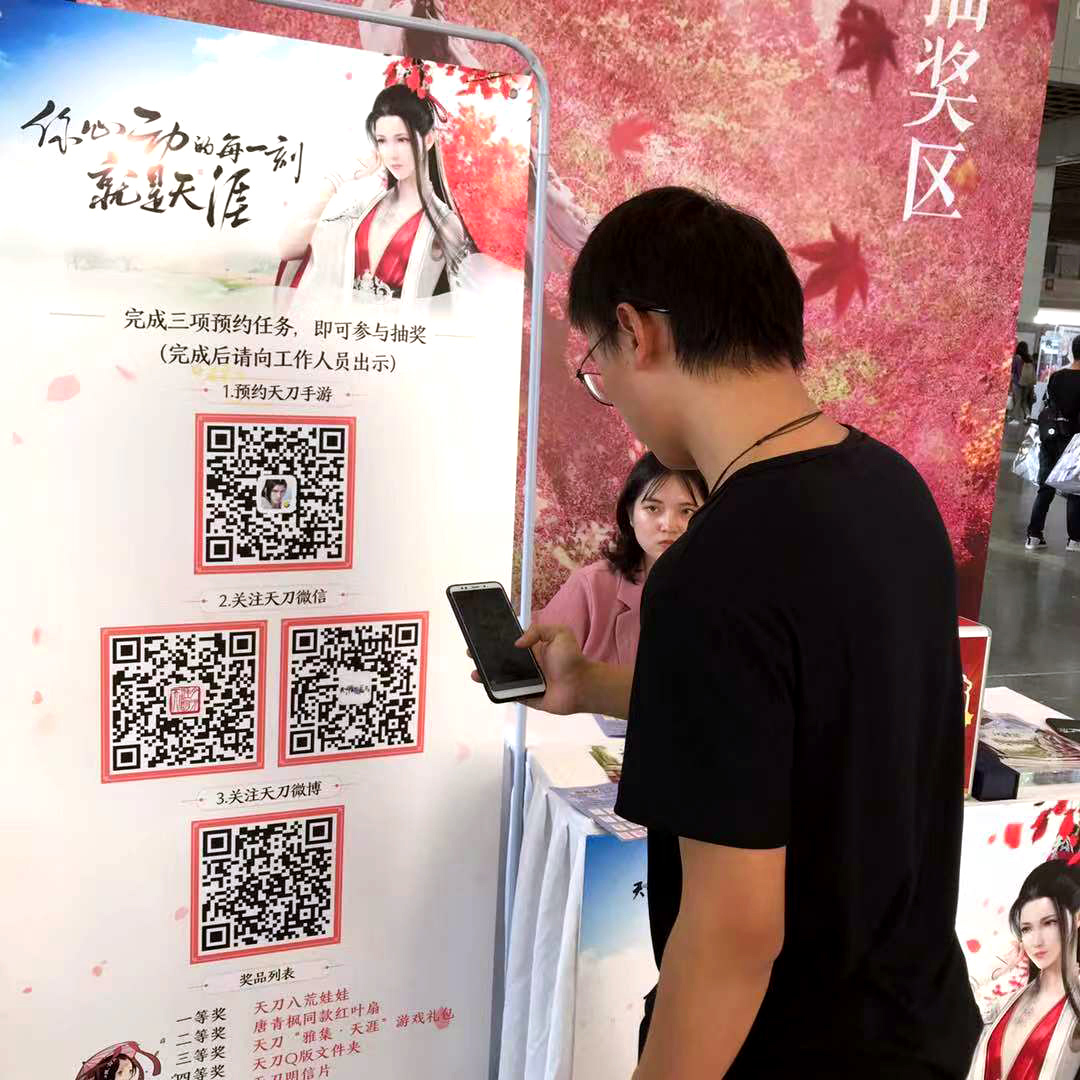 你心动的每一刻
就是天涯
完成三项预约任务，即可参与抽奖
（完成后请向工作人员出示）
1.预约天刀手游
2.关注天刀微信
3.关注天刀微博
奖品列表
一等奖 天刀八荒娃娃
二等奖 唐青枫同款红叶扇
三等奖 天刀“雅集·天涯”游戏礼包
四等奖 天刀Q版文件夹
天刀明信片
抽奖区
天